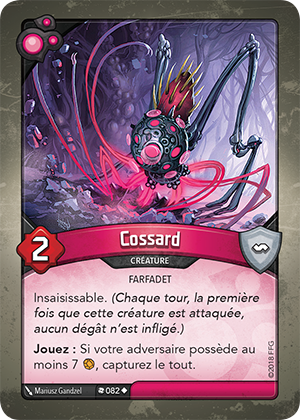 Cossard
CRÉATURE
2
FARFADET
Insaisissable. (Chaque tour, la première
fois que cette créature est attaquée,
aucun dégât n'est infligé.)
Jouez : Si votre adversaire possède au
moins 7 , capturez le tout.
©2018 FFG
Mariusz Gandzel
082